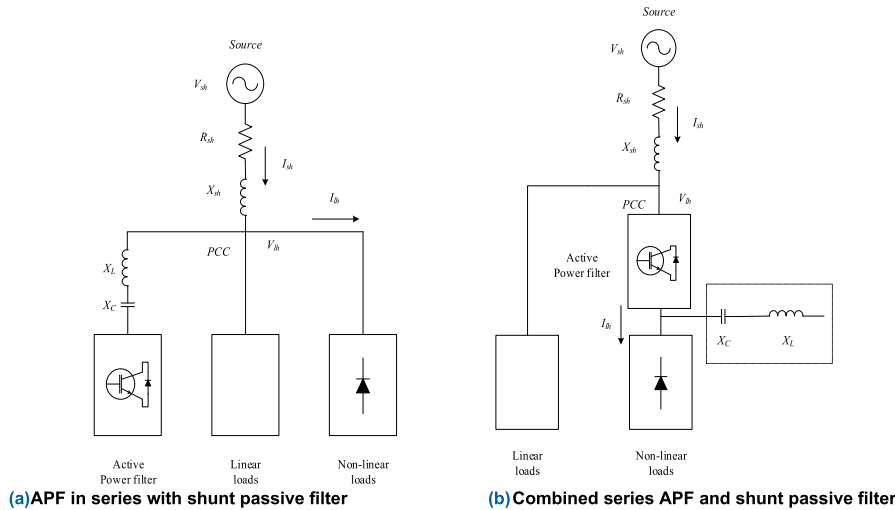 Source
Vsh
Rsh
Ish
Xsh
Ilh
PCC
Vlh
XL
XC
Active
Power filter
Linear
loads
Non-linear
loads
(a)APF in series with shunt passive filter
Source
Vsh
Rsh
Ish
Xsh
PCC
Vlh
Active
Power filter
Ilh
XC
XL
Linear
loads
Non-linear
loads
(b)Combined series APF and shunt passive filter